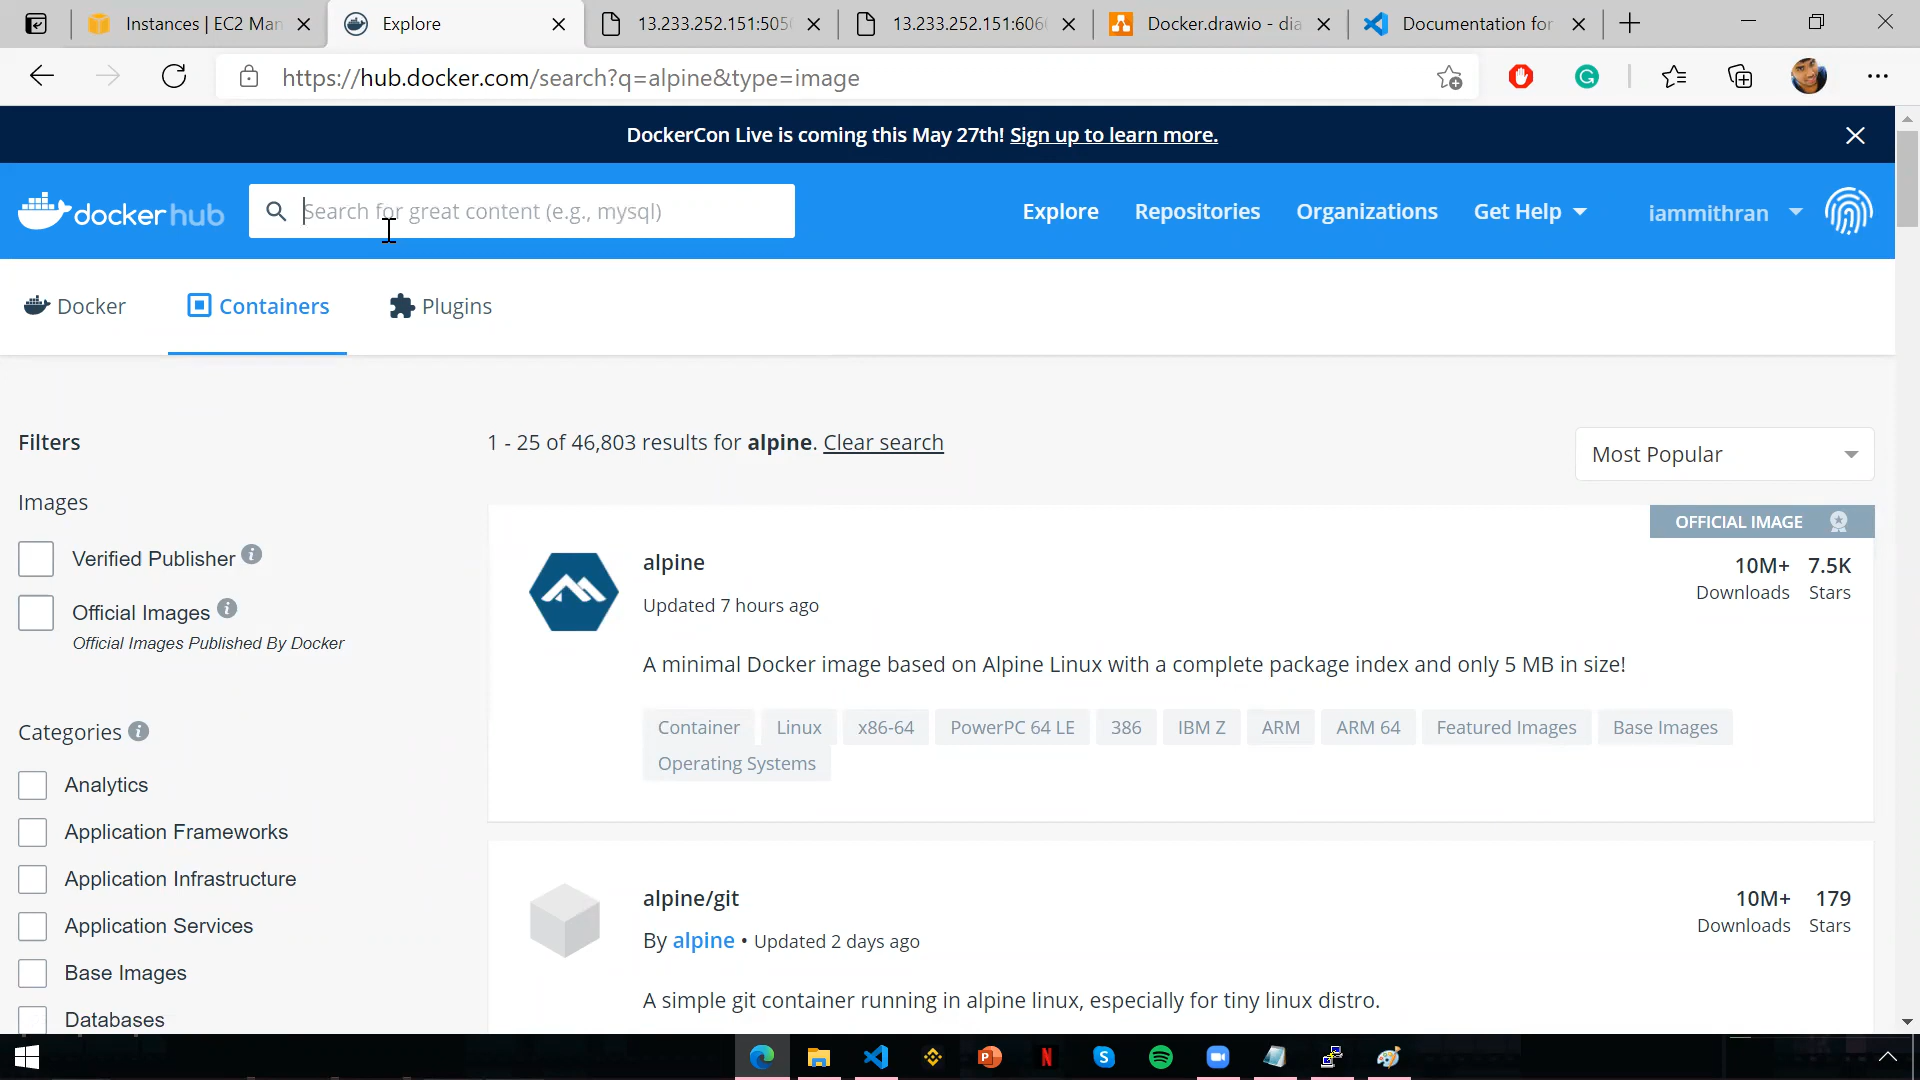 Instances | EC2 Man
Explore
13.233.252.151:505
13.233.252.151:606
Docker.drawio - dia
Documentation for
https://hub.docker.com/search?q=alpine&type=image
DockerCon Live is coming this May 27th! Sign up to learn more.
docker hub
Search for great content (e.g., mysql)
Explore
Repositories
Organizations
Get Help
iammithran
Docker
Containers
Plugins
Filters
1 - 25 of 46,803 results for alpine. Clear search
Most Popular
Images
Verified Publisher
Official Images
Official Images Published By Docker
Categories
Analytics
Application Frameworks
Application Infrastructure
Application Services
Base Images
Databases
OFFICIAL IMAGE
alpine
Updated 7 hours ago
10M+ 7.5K
Downloads Stars
A minimal Docker image based on Alpine Linux with a complete package index and only 5 MB in size!
Container Linux x86-64 PowerPC 64 LE 386 IBM Z ARM ARM 64 Featured Images Base Images
Operating Systems
alpine/git
By alpine • Updated 2 days ago
10M+ 179
Downloads Stars
A simple git container running in alpine linux, especially for tiny linux distro.